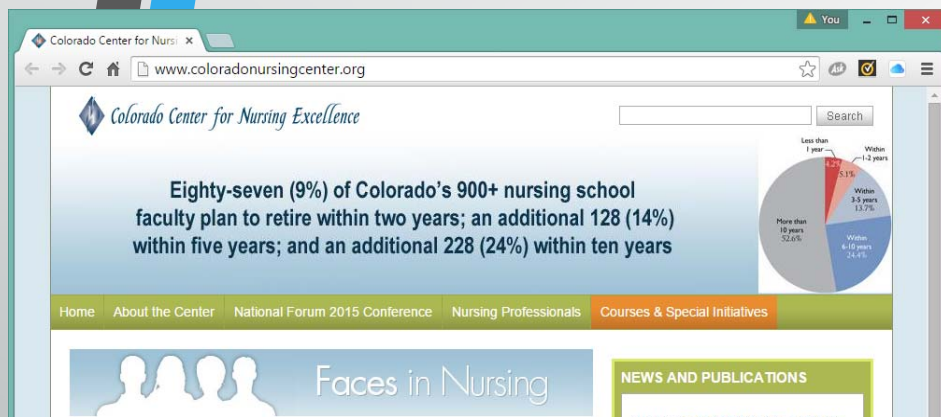 You
Colorado Center for Nursi
www.coloradonursingcenter.org
Colorado Center for Nursing Excellence
Search
Eighty-seven (9%) of Colorado's 900+ nursing school
faculty plan to retire within two years; an additional 128 (14%)
within five years; and an additional 228 (24%) within ten years
Less than
1 year
4.2%
Within
1-2 years
5.1%
Within
3-5 years
13.7%
More than
10 years
52.6%
Within
6-10 years
24.4%
Home About the Center National Forum 2015 Conference Nursing Professionals Courses & Special Initiatives
Faces in Nursing
NEWS AND PUBLICATIONS